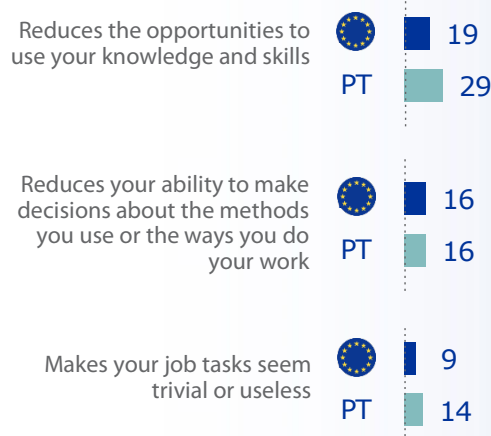 Reduces the opportunities to
use your knowledge and skills
19
PT
29
Reduces your ability to make
decisions about the methods
you use or the ways you do
your work
16
PT
16
Makes your job tasks seem
trivial or useless
9
PT
14